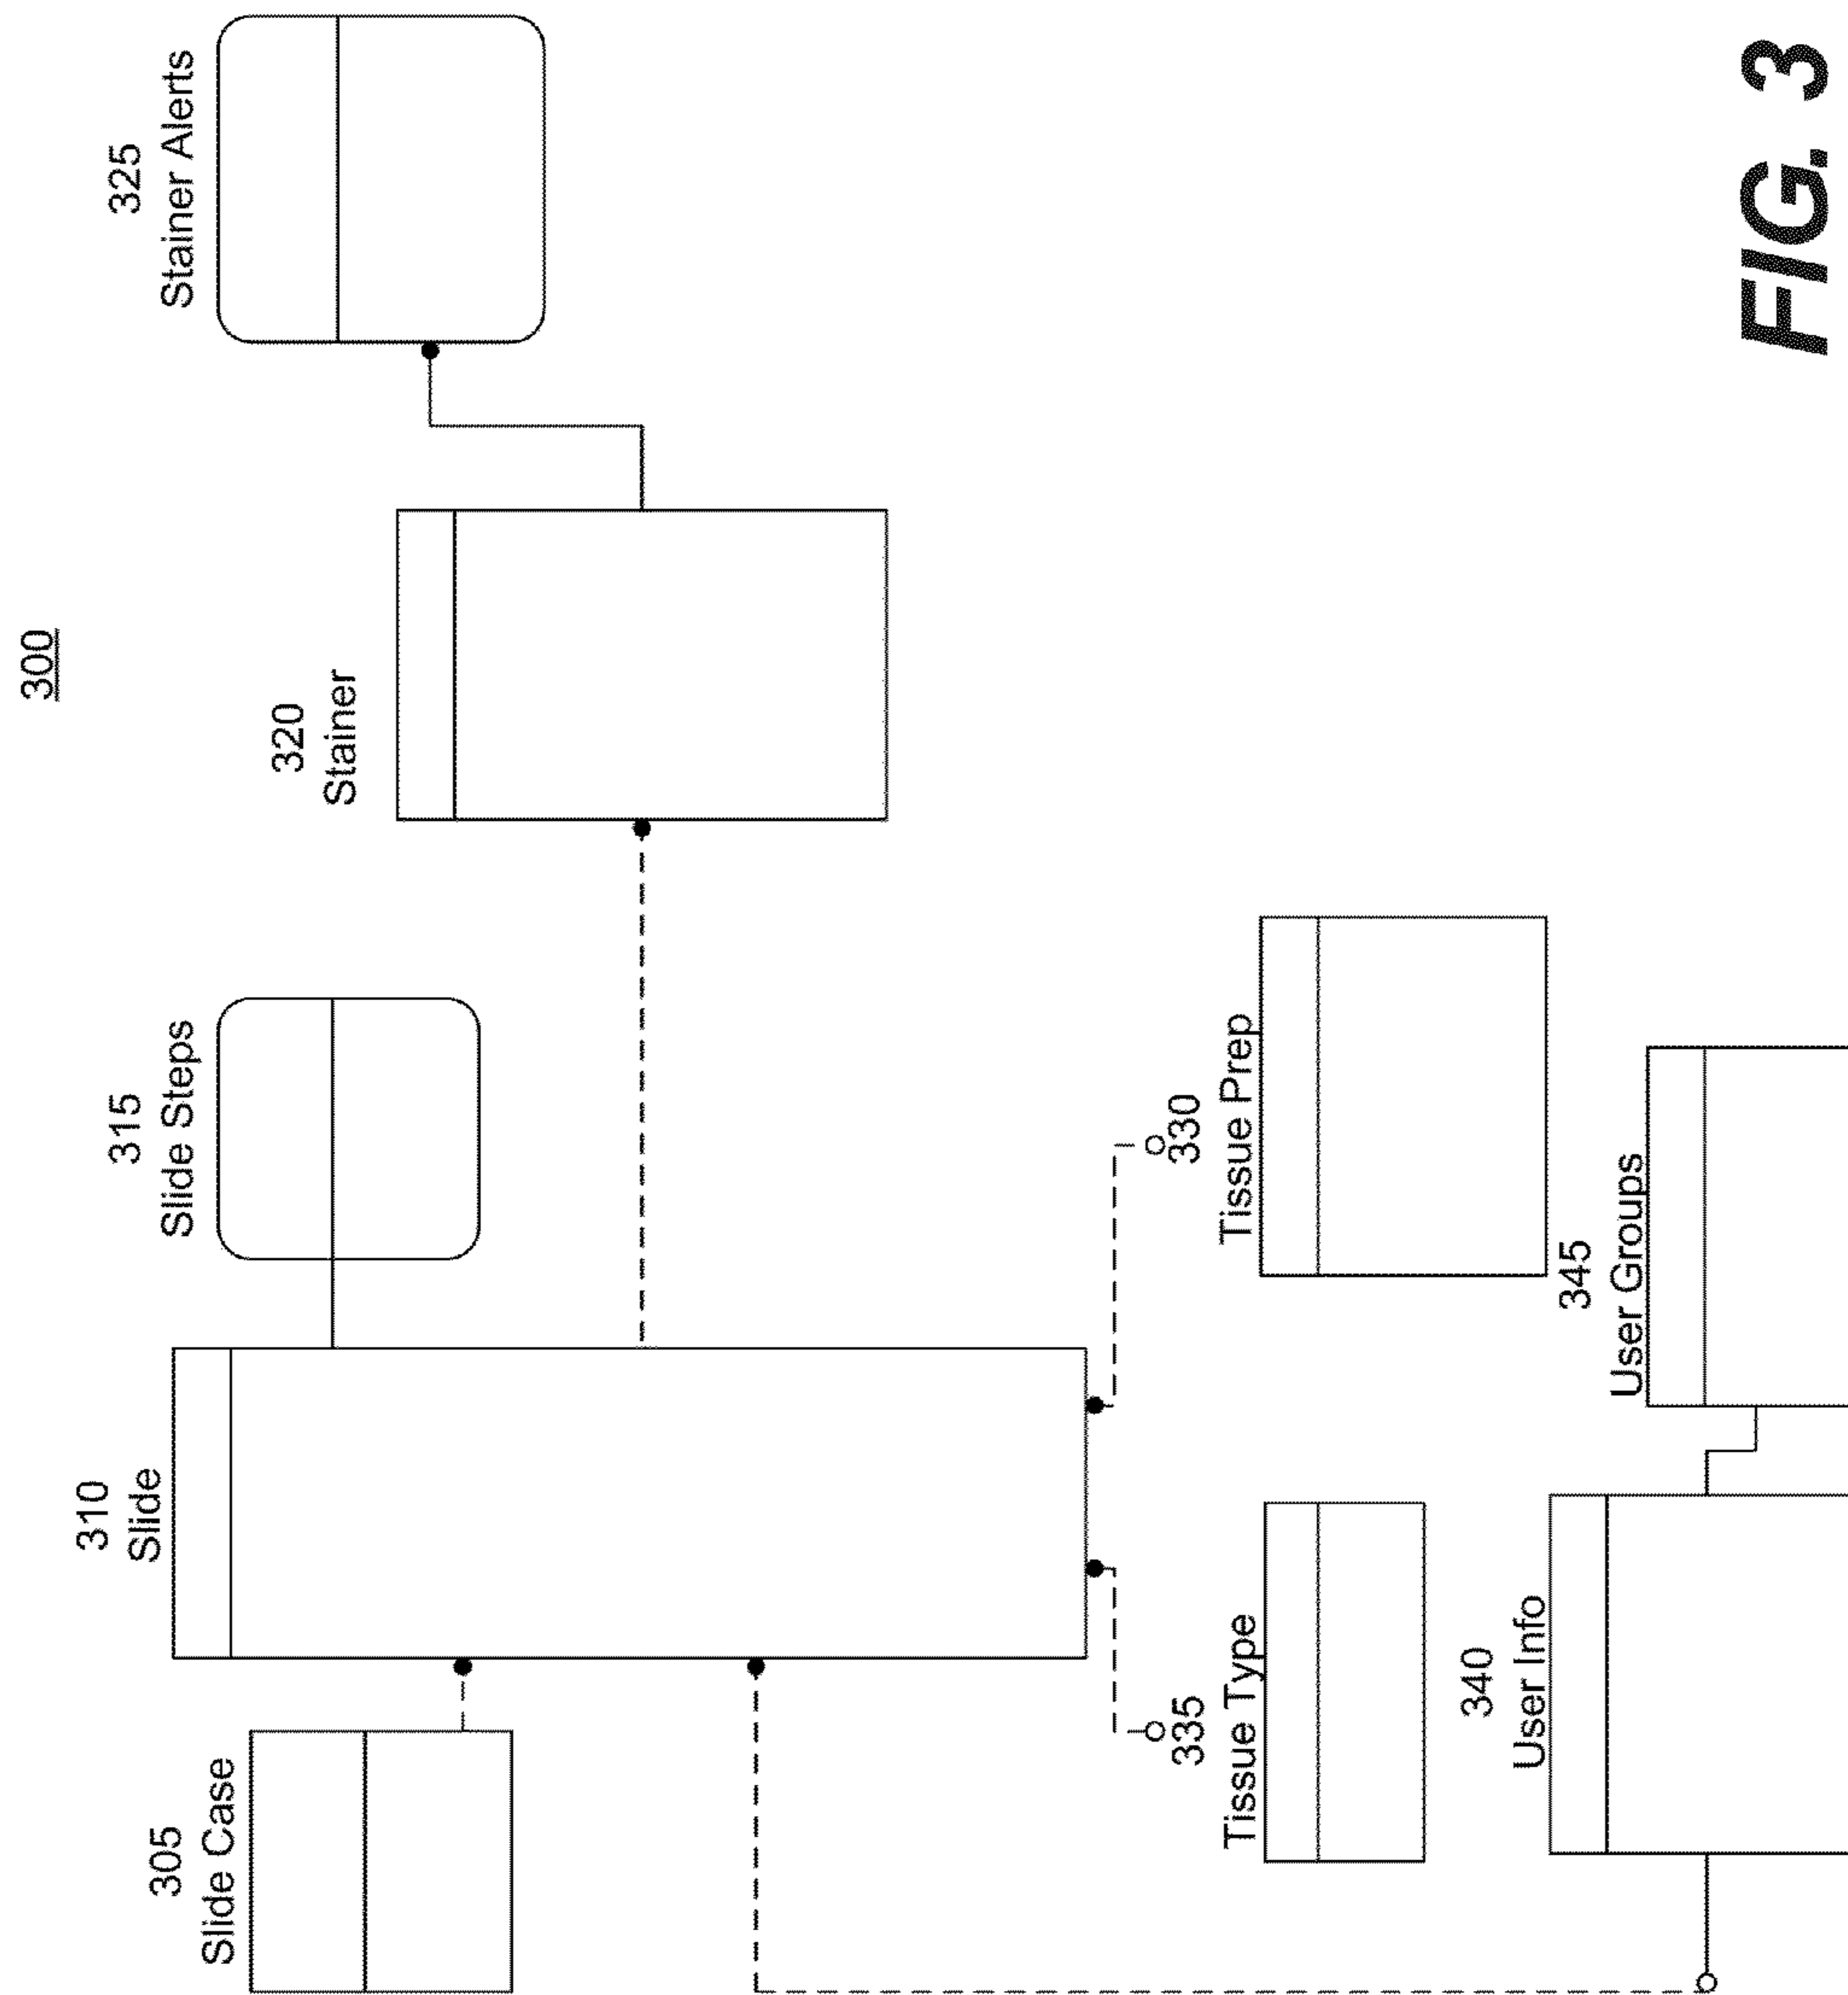 300
305
Slide Case
310
Slide
315
Slide Steps
320
Stainer
325
Stainer Alerts
335
Tissue Type
330
Tissue Prep
340
User Info
345
User Groups
FIG. 3